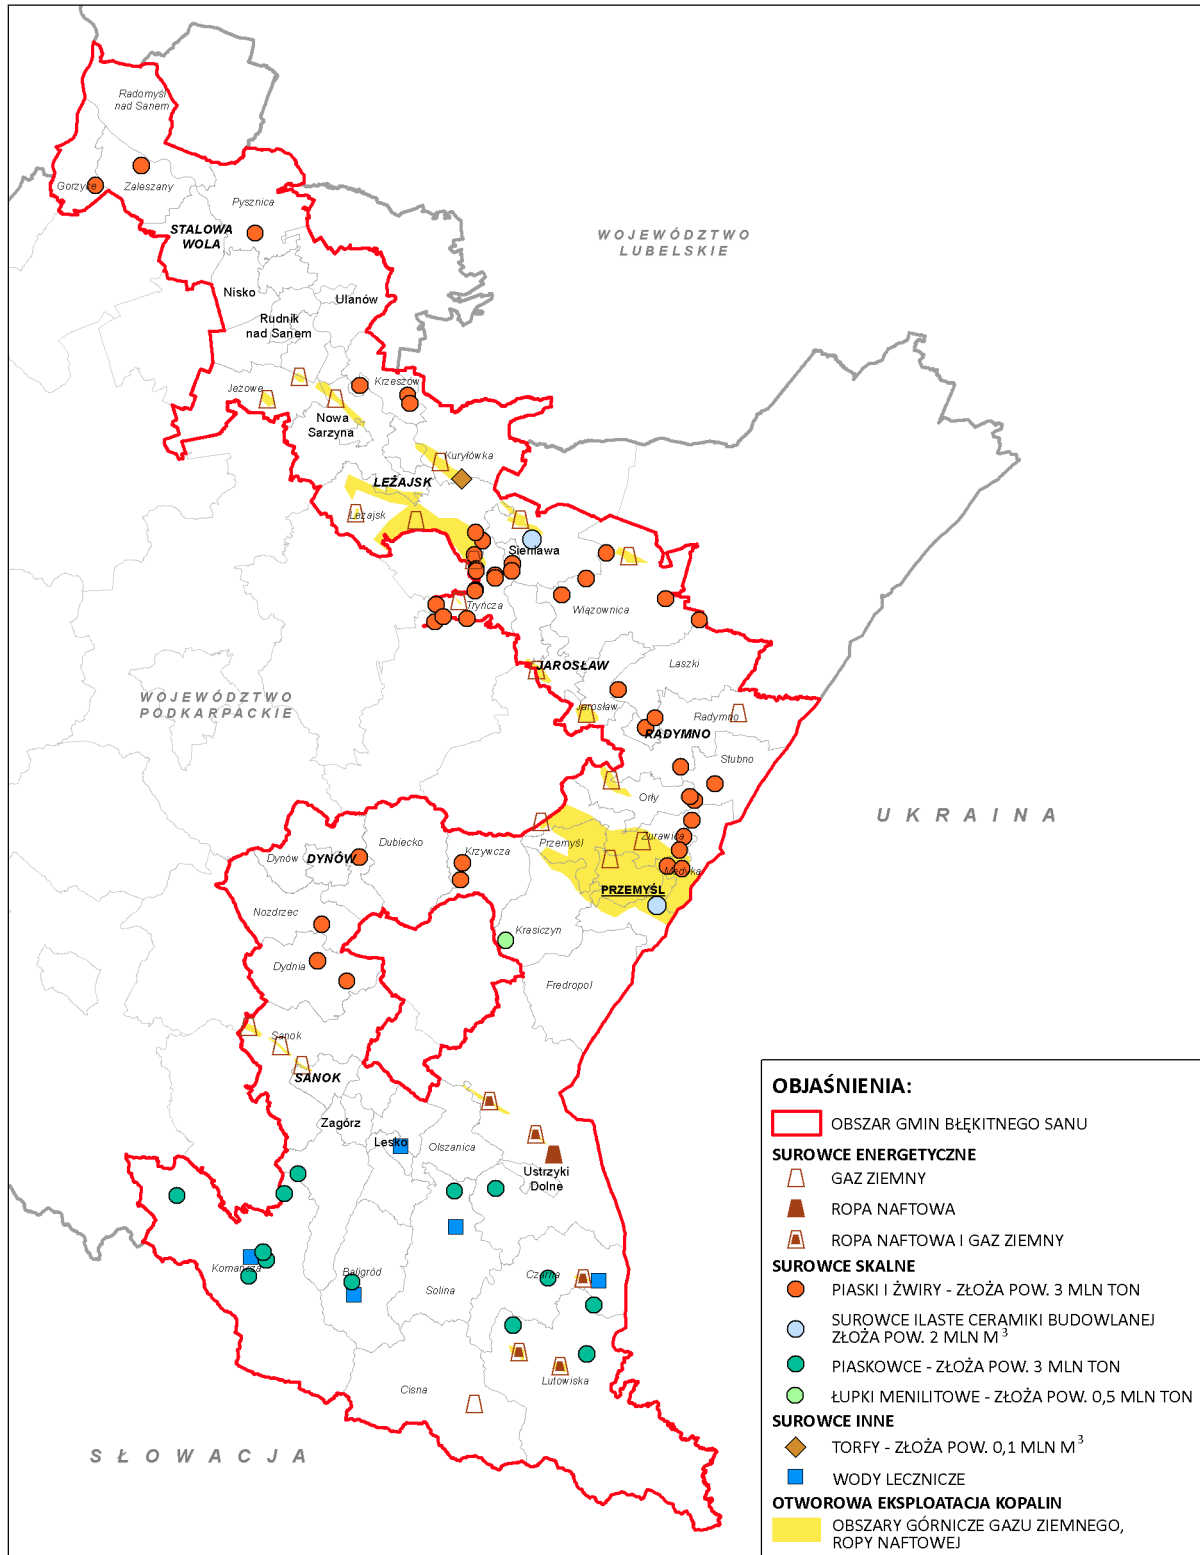 Radomyśl
nad Sanem
Gorzyce
Zaleszany
Pysznica
STALOWA
WOLA
WOJEWÓDZTWO
LUBELSKIE
Nisko
Ulanów
Rudnik
nad Sanem
Jeżowe
Krzeszów
Nowa
Sarzyna
Kuryłówka
LEŻAJSK
Leżajsk
Sieniawa
Tryńcza
Wiązownica
JAROSŁAW
Laszki
WOJEWÓDZTWO
PODKARPACKIE
Jarosław
Radymno
RADYMNO
Stubno
Orły
UKRAINA
Żurawica
Dubiecko
Przemyśl
Dynów
DYNÓW
Krzywcza
Medyka
PRZEMYŚL
Nozdrzec
Krasiczyn
Dydnia
Fredropol
Sanok
SANOK
Zagórz
Lesko
Olszanica
Ustrzyki
Dolne
Komańcza
Baligród
Solina
Czarna
Cisna
Lutowiska
SŁOWACJA
OBJAŚNIENIA:
OBSZAR GMIN BŁĘKITNEGO SANU
SUROWCE ENERGETYCZNE
GAZ ZIEMNY
ROPA NAFTOWA
ROPA NAFTOWA I GAZ ZIEMNY
SUROWCE SKALNE
PIASKI I ŻWIRY - ZŁOŻA POW. 3 MLN TON
SUROWCE ILASTE CERAMIKI BUDOWLANEJ
ZŁOŻA POW. 2 MLN M³
PIASKOWCE - ZŁOŻA POW. 3 MLN TON
ŁUPKI MENILITOWE - ZŁOŻA POW. 0,5 MLN TON
SUROWCE INNE
TORFY - ZŁOŻA POW. 0,1 MLN M³
WODY LECZNICZE
OTWOROWA EKSPLOATACJA KOPALIN
OBSZARY GÓRNICZE GAZU ZIEMNEGO,
ROPY NAFTOWEJ